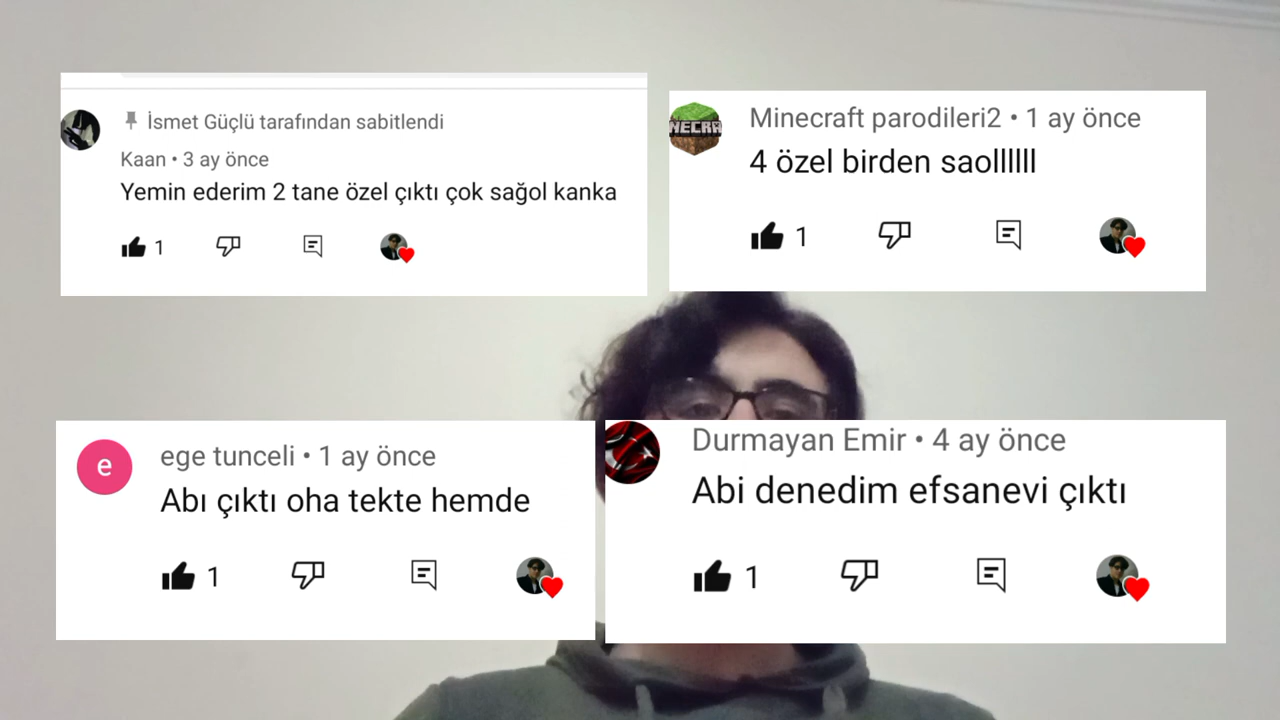 İsmet Güçlü tarafından sabitlendi
Kaan • 3 ay önce
Yemin ederim 2 tane özel çıktı çok sağol kanka
1
Minecraft parodileri2 • 1 ay önce
NECRA
4 özel birden saollllll
1
e
ege tunceli • 1 ay önce
Abı çıktı oha tekte hemde
1
Durmayan Emir • 4 ay önce
Abi denedim efsanevi çıktı
1